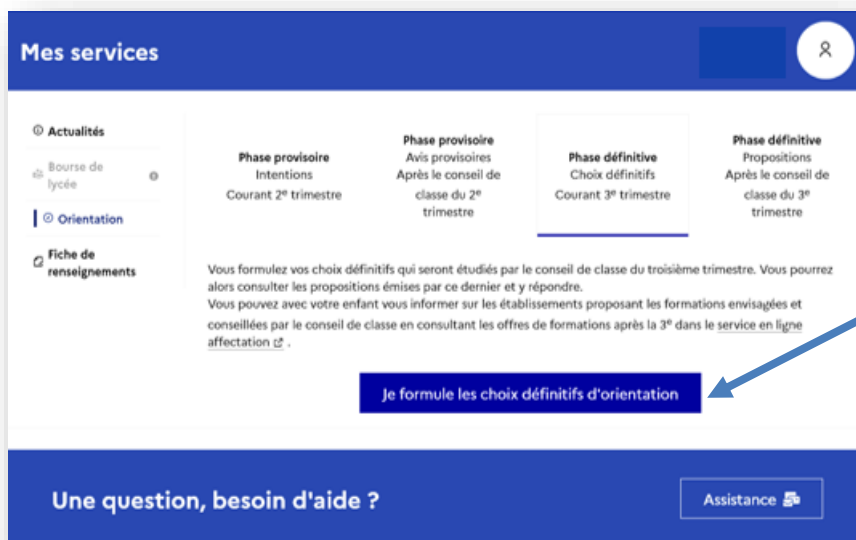 Mes services
Actualités
Bourse de
lycée
Orientation
Fiche de
renseignements
Phase provisoire
Intentions
Courant 2e trimestre
Phase provisoire
Avis provisoires
Après le conseil de
classe du 2e
trimestre
Phase définitive
Choix définitifs
Courant 3e trimestre
Phase définitive
Propositions
Après le conseil de
classe du 3e
trimestre
Vous formulez vos choix définitifs qui seront étudiés par le conseil de classe du troisième trimestre. Vous pourrez
alors consulter les propositions émises par ce dernier et y répondre.
Vous pouvez avec votre enfant vous informer sur les établissements proposant les formations envisagées et
conseillées par le conseil de classe en consultant les offres de formations après la 3e dans le service en ligne
affectation .
Je formule les choix définitifs d'orientation
Une question, besoin d'aide ?
Assistance